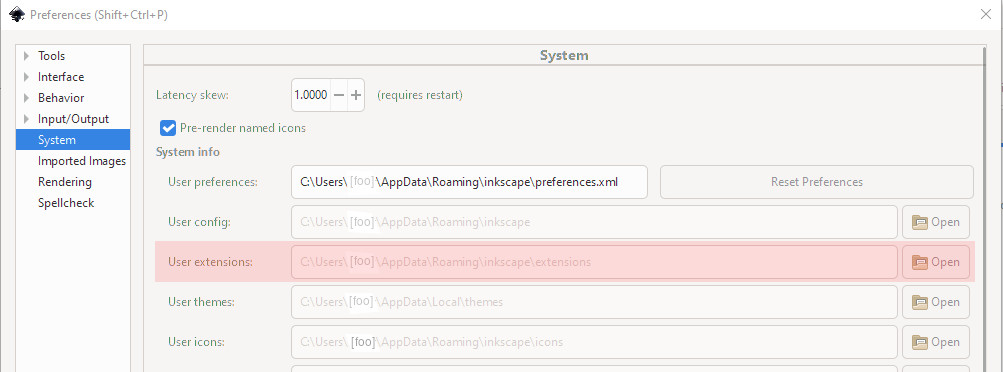 Preferences (Shift+Ctrl+P)
Tools
Interface
Behavior
Input/Output
System
Imported Images
Rendering
Spellcheck
System
Latency skew: 1.0000 (requires restart)
Pre-render named icons
System info
User preferences: C:\Users\ [foo] \AppData\Roaming\inkscape\preferences.xml Reset Preferences
User config: C:\Users\ [foo] \AppData\Roaming\inkscape Open
User extensions: C:\Users\ [foo] \AppData\Roaming\inkscape\extensions Open
User themes: C:\Users\ [foo] \AppData\Local\themes Open
User icons: C:\Users\ [foo] \AppData\Roaming\inkscape\icons Open